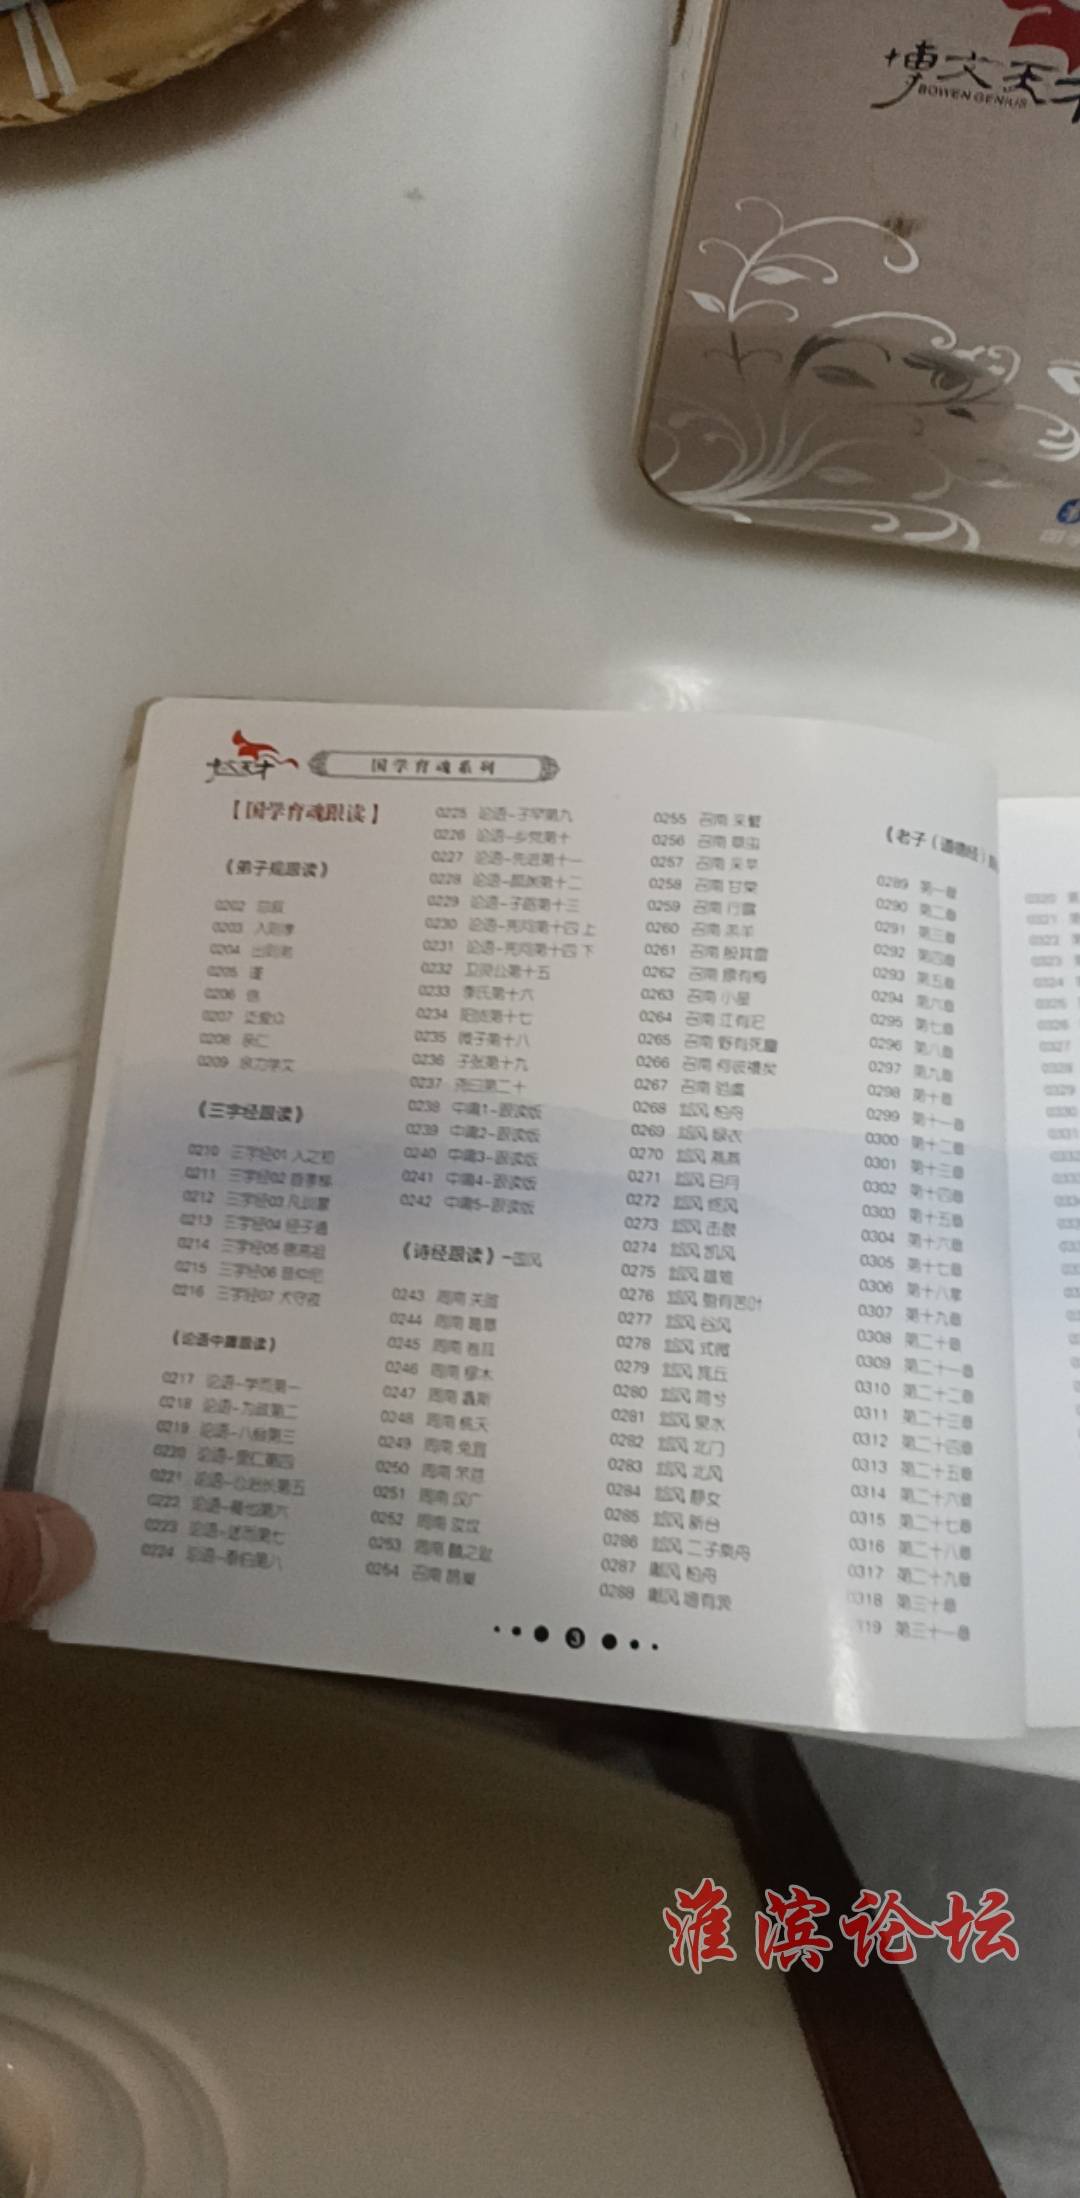 博文天才
BOWEN GENIUS
国学育魂系列
【国学育魂跟读】
《弟子规跟读》
0202 总叙
0203 入则孝
0204 出则弟
0205 谨
0206 信
0207 泛爱众
0208 亲仁
0209 余力学文
《三字经跟读》
0210 三字经01 人之初
0211 三字经02 首孝悌
0212 三字经03 凡训蒙
0213 三字经04 经子通
0214 三字经05 唐高祖
0215 三字经06 昔仲尼
0216 三字经07 犬守夜
《论语中庸跟读》
0217 论语-学而第一
0218 论语-为政第二
0219 论语-八佾第三
0220 论语-里仁第四
0221 论语-公冶长第五
0222 论语-雍也第六
0223 论语-述而第七
0224 论语-泰伯第八
0225 论语-子罕第九
0226 论语-乡党第十
0227 论语-先进第十一
0228 论语-颜渊第十二
0229 论语-子路第十三
0230 论语-宪问第十四 上
0231 论语-宪问第十四 下
0232 卫灵公第十五
0233 季氏第十六
0234 阳货第十七
0235 微子第十八
0236 子张第十九
0237 尧曰第二十
0238 中庸1-跟读版
0239 中庸2-跟读版
0240 中庸3-跟读版
0241 中庸4-跟读版
0242 中庸5-跟读版
《诗经跟读》-国风
0243 周南 关雎
0244 周南 葛覃
0245 周南 卷耳
0246 周南 樛木
0247 周南 螽斯
0248 周南 桃夭
0249 周南 兔罝
0250 周南 芣苢
0251 周南 汉广
0252 周南 汝坟
0253 周南 麟之趾
0254 召南 鹊巢
0255 召南 采蘩
0256 召南 草虫
0257 召南 采苹
0258 召南 甘棠
0259 召南 行露
0260 召南 羔羊
0261 召南 殷其雷
0262 召南 摽有梅
0263 召南 小星
0264 召南 江有汜
0265 召南 野有死麕
0266 召南 何彼襛矣
0267 召南 驺虞
0268 邶风 柏舟
0269 邶风 绿衣
0270 邶风 燕燕
0271 邶风 日月
0272 邶风 终风
0273 邶风 击鼓
0274 邶风 凯风
0275 邶风 雄雉
0276 邶风 匏有苦叶
0277 邶风 谷风
0278 邶风 式微
0279 邶风 旄丘
0280 邶风 简兮
0281 邶风 泉水
0282 邶风 北门
0283 邶风 北风
0284 邶风 静女
0285 邶风 新台
0286 邶风 二子乘舟
0287 鄘风 柏舟
0288 鄘风 墙有茨
《老子（道德经）
0289 第一章
0290 第二章
0291 第三章
0292 第四章
0293 第五章
0294 第六章
0295 第七章
0296 第八章
0297 第九章
0298 第十章
0299 第十一章
0300 第十二章
0301 第十三章
0302 第十四章
0303 第十五章
0304 第十六章
0305 第十七章
0306 第十八章
0307 第十九章
0308 第二十章
0309 第二十一章
0310 第二十二章
0311 第二十三章
0312 第二十四章
0313 第二十五章
0314 第二十六章
0315 第二十七章
0316 第二十八章
0317 第二十九章
0318 第三十章
319 第三十一章
3
淮滨论坛